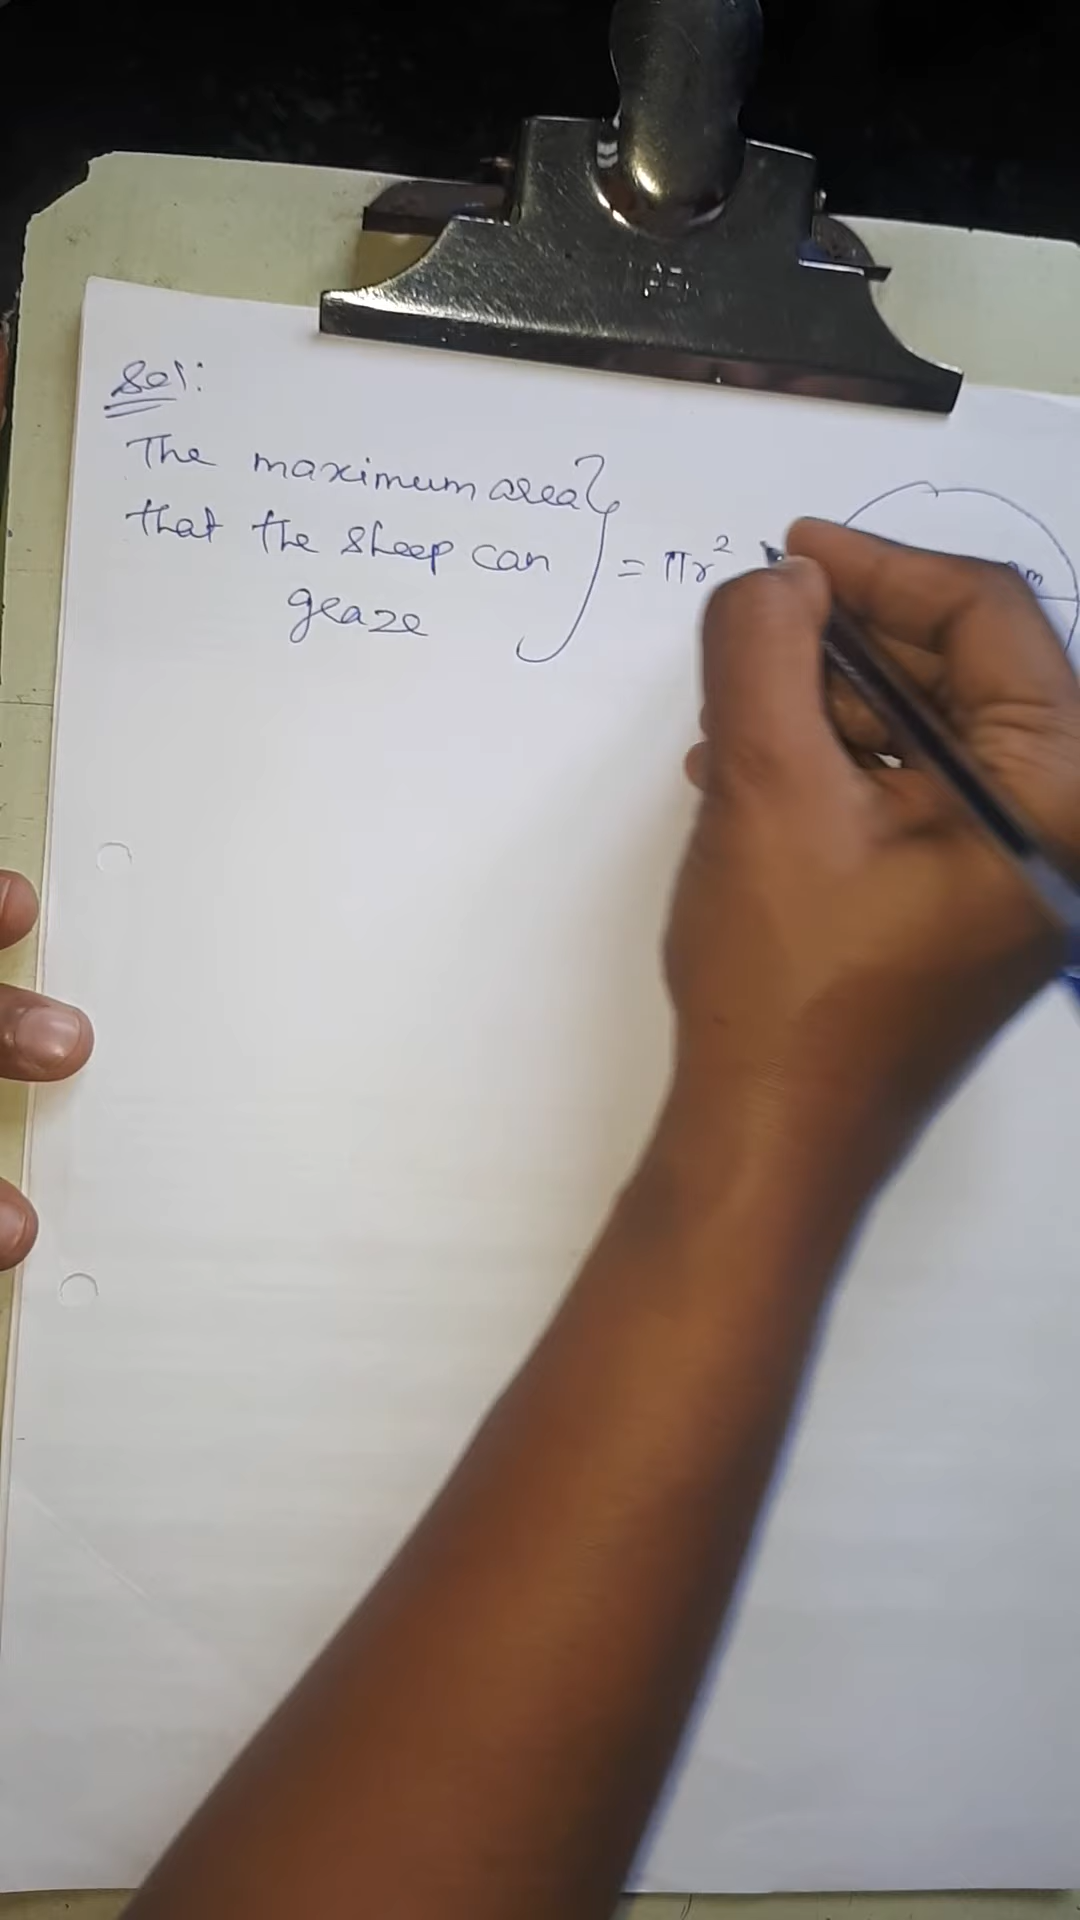 Sol:
The maximum area
that the sheep can
graze
= πr²
m